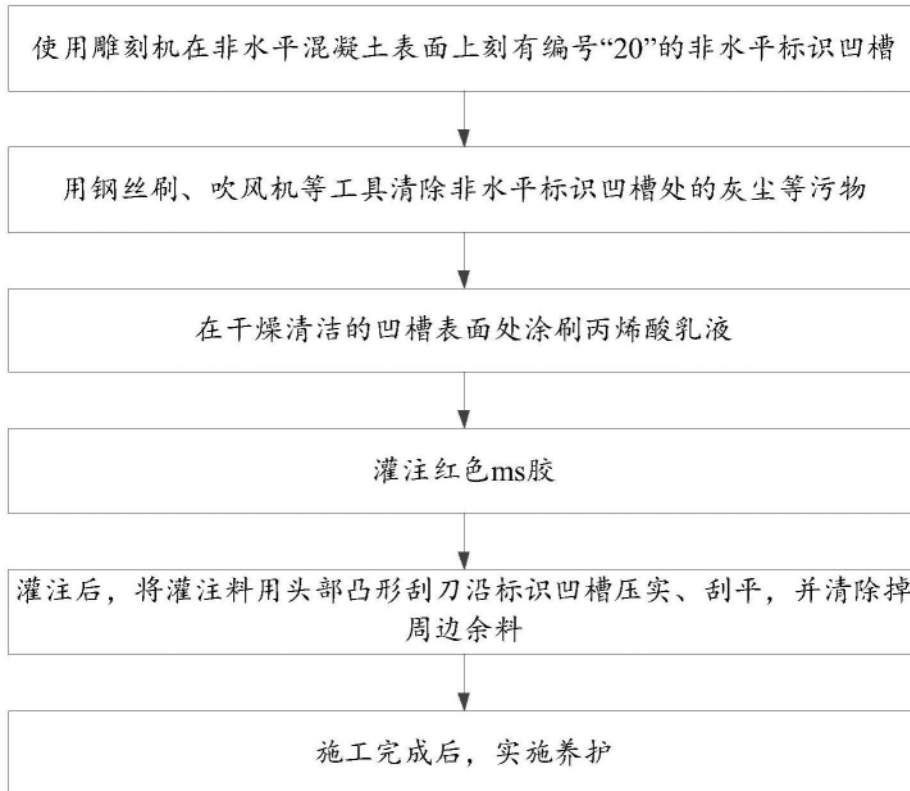 使用雕刻机在非水平混凝土表面上刻有编号“20”的非水平标识凹槽
用钢丝刷、吹风机等工具清除非水平标识凹槽处的灰尘等污物
在干燥清洁的凹槽表面处涂刷丙烯酸乳液
灌注红色ms胶
灌注后，将灌注料用头部凸形刮刀沿标识凹槽压实、刮平，并清除掉
周边余料
施工完成后，实施养护